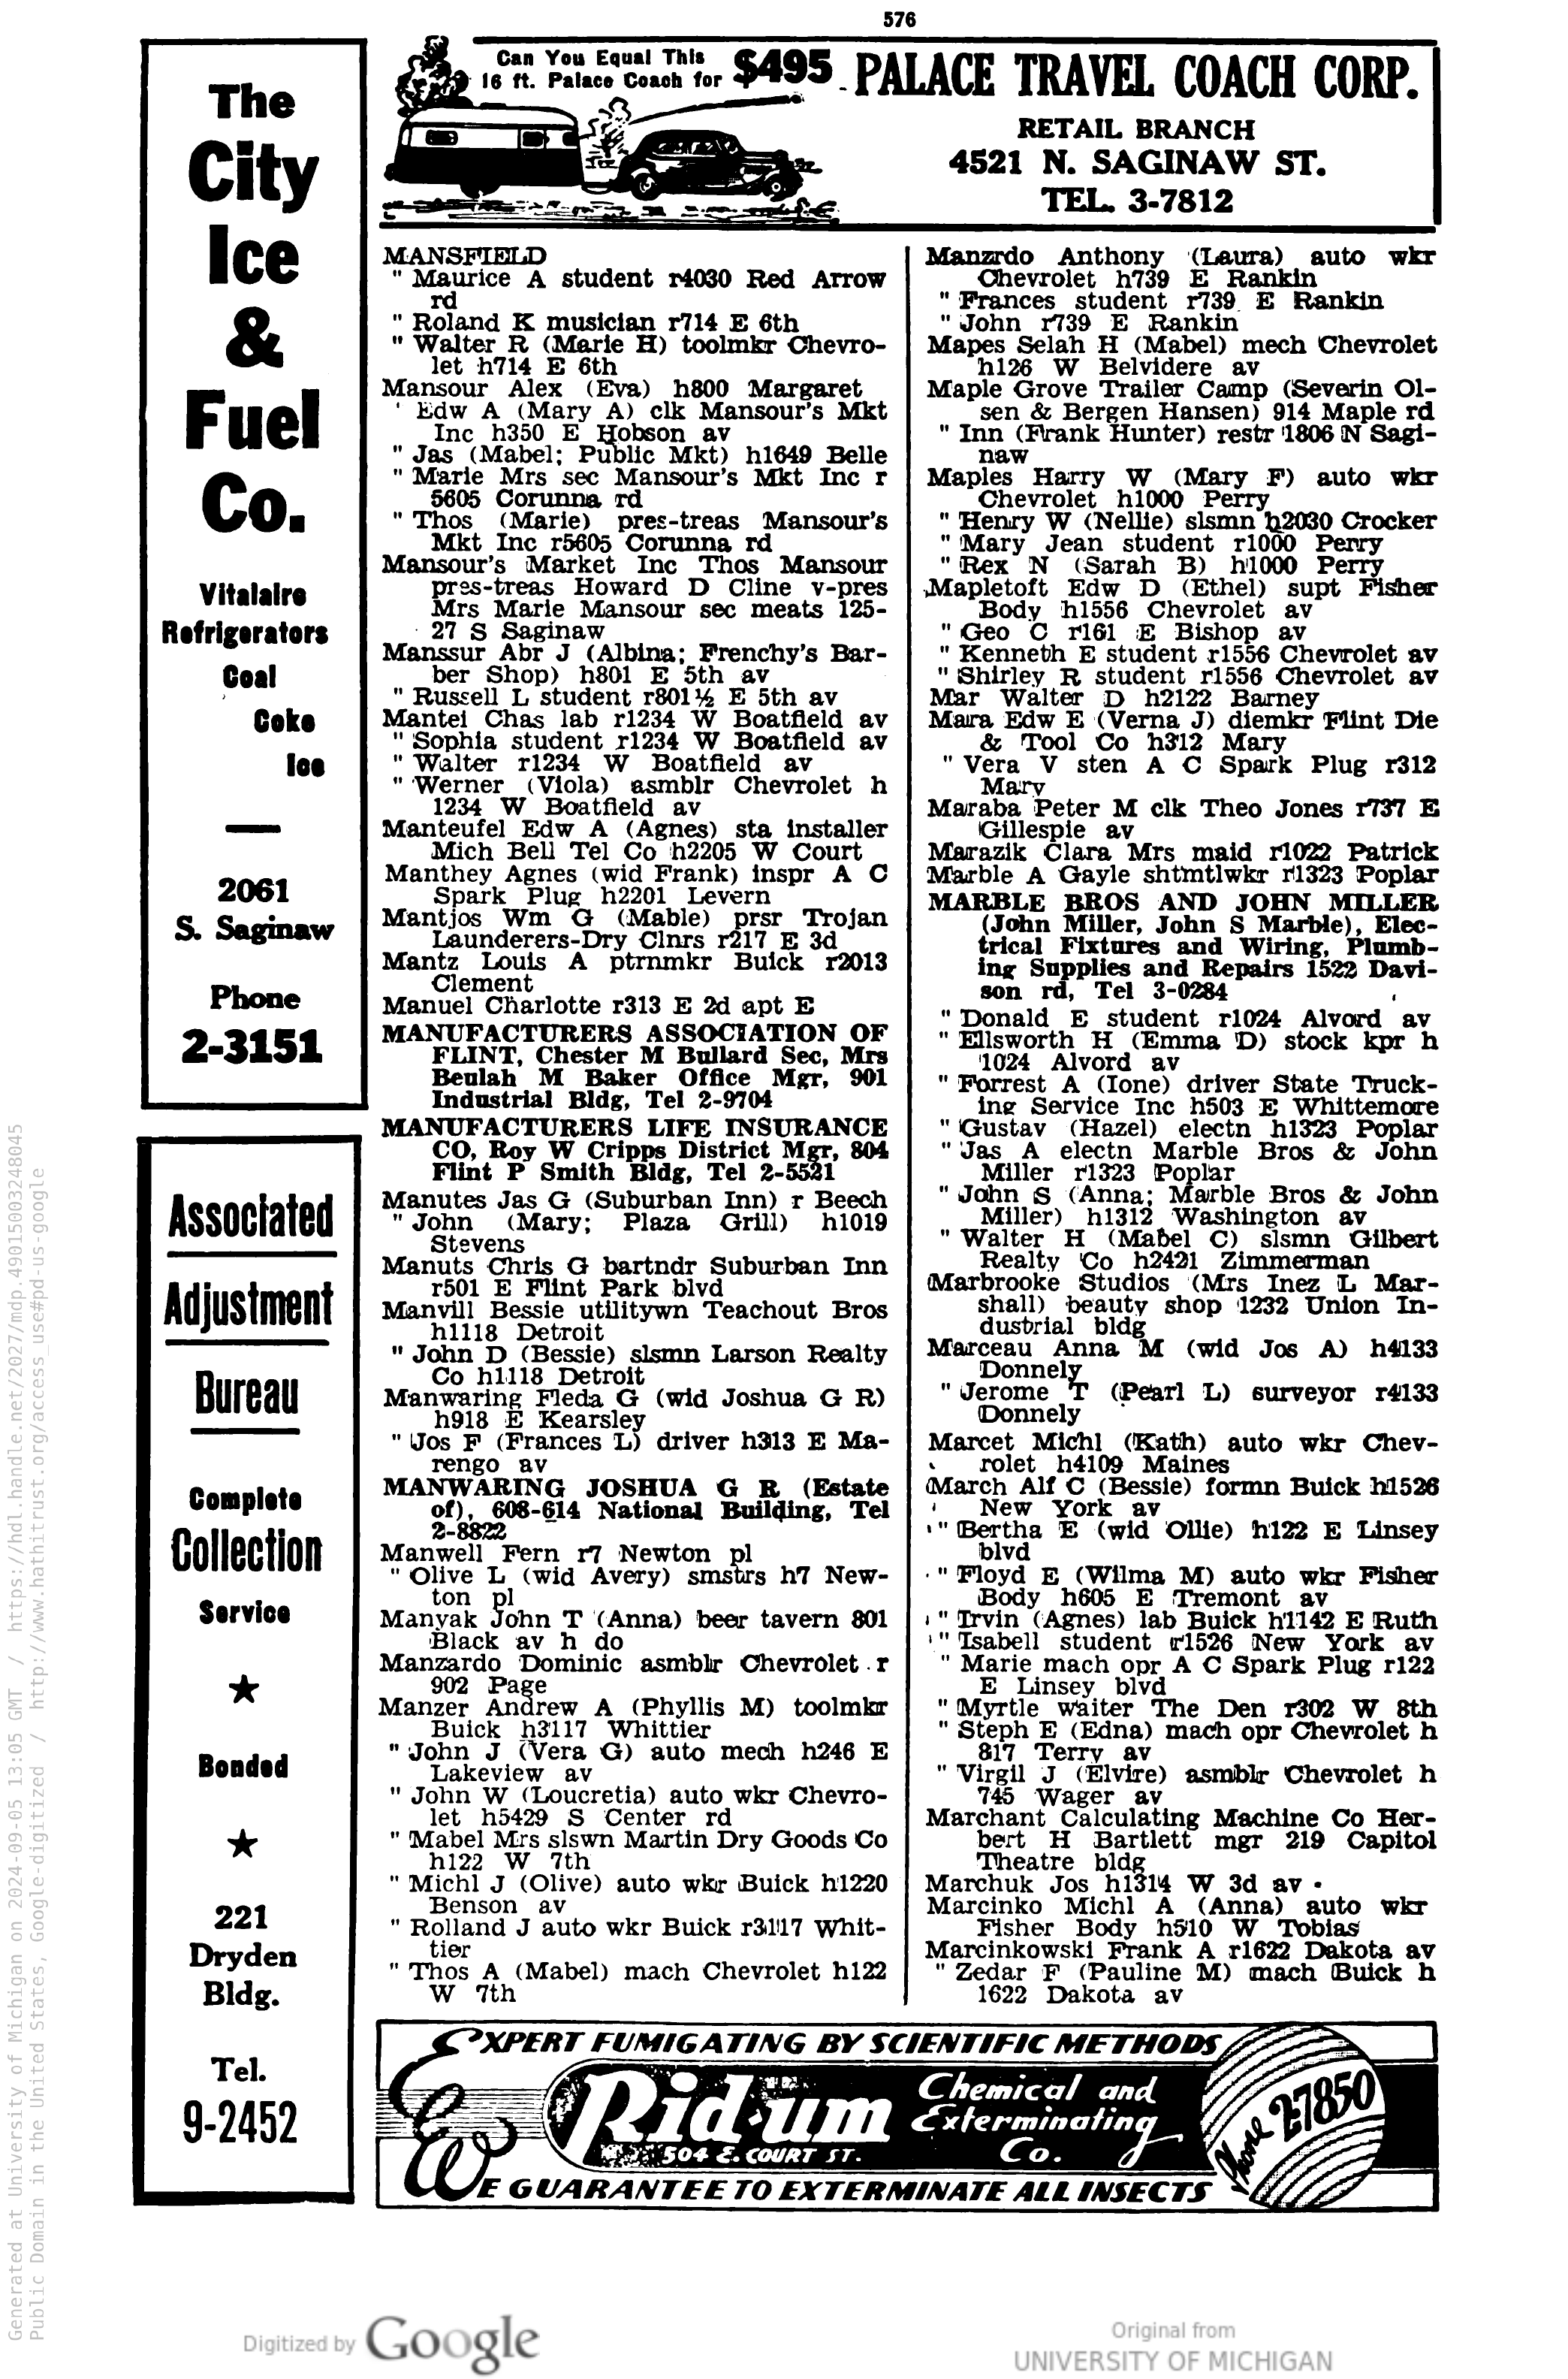 576
The
City
Ice
&
Fuel
Co.
Vitalaire
Refrigerators
Coal
Coke
Ice
2061
S. Saginaw
Phone
2-3151
Associated
Adjustment
Bureau
Complete
Collection
Service
★
Bonded
★
221
Dryden
Bldg.
Tel.
9-2452
Can You Equal This
16 ft. Palace Coach for $495
PALACE TRAVEL COACH CORP.
RETAIL BRANCH
4521 N. SAGINAW ST.
TEL. 3-7812
MANSFIELD
" Maurice A student r4030 Red Arrow
rd
" Roland K musician r714 E 6th
" Walter R (Marie H) toolmkr Chevro-
let h714 E 6th
Mansour Alex (Eva) h800 Margaret
' Edw A (Mary A) clk Mansour's Mkt
Inc h350 E Hobson av
" Jas (Mabel; Public Mkt) h1649 Belle
" Marie Mrs sec Mansour's Mkt Inc r
5605 Corunna rd
" Thos (Marie) pres-treas Mansour's
Mkt Inc r5605 Corunna rd
Mansour's Market Inc Thos Mansour
pres-treas Howard D Cline v-pres
Mrs Marie Mansour sec meats 125-
27 S Saginaw
Manssur Abr J (Albina; Frenchy's Bar-
ber Shop) h801 E 5th av
" Russell L student r801½ E 5th av
Mantei Chas lab r1234 W Boatfield av
" Sophia student r1234 W Boatfield av
" Walter r1234 W Boatfield av
" Werner (Viola) asmblr Chevrolet h
1234 W Boatfield av
Manteufel Edw A (Agnes) sta installer
Mich Bell Tel Co h2205 W Court
Manthey Agnes (wid Frank) inspr A C
Spark Plug h2201 Levern
Mantjos Wm G (Mable) prsr Trojan
Launderers-Dry Clnrs r217 E 3d
Mantz Louis A ptrnmkr Buick r2013
Clement
Manuel Charlotte r313 E 2d apt E
MANUFACTURERS ASSOCIATION OF
FLINT, Chester M Bullard Sec, Mrs
Beulah M Baker Office Mgr, 901
Industrial Bldg, Tel 2-9704
MANUFACTURERS LIFE INSURANCE
CO, Roy W Cripps District Mgr, 804
Flint P Smith Bldg, Tel 2-5521
Manutes Jas G (Suburban Inn) r Beech
" John (Mary; Plaza Grill) h1019
Stevens
Manuts Chris G bartndr Suburban Inn
r501 E Flint Park blvd
Manvill Bessie utilitywn Teachout Bros
h1118 Detroit
" John D (Bessie) slsmn Larson Realty
Co h1118 Detroit
Manwaring Fleda G (wid Joshua G R)
h918 E Kearsley
" Jos F (Frances L) driver h313 E Ma-
rengo av
MANWARING JOSHUA G R (Estate
of), 608-614 National Building, Tel
2-8822
Manwell Fern r7 Newton pl
" Olive L (wid Avery) smstrs h7 New-
ton pl
Manyak John T (Anna) beer tavern 801
Black av h do
Manzardo Dominic asmblr Chevrolet r
902 Page
Manzer Andrew A (Phyllis M) toolmkr
Buick h3117 Whittier
" John J (Vera G) auto mech h246 E
Lakeview av
" John W (Loucretia) auto wkr Chevro-
let h5429 S Center rd
" Mabel Mrs slswn Martin Dry Goods Co
h122 W 7th
" Michl J (Olive) auto wkr Buick h1220
Benson av
" Rolland J auto wkr Buick r3117 Whit-
tier
" Thos A (Mabel) mach Chevrolet h122
W 7th
Manzrdo Anthony (Laura) auto wkr
Chevrolet h739 E Rankin
" Frances student r739 E Rankin
" John r739 E Rankin
Mapes Selah H (Mabel) mech Chevrolet
h126 W Belvidere av
Maple Grove Trailer Camp (Severin Ol-
sen & Bergen Hansen) 914 Maple rd
" Inn (Frank Hunter) restr 1806 N Sagi-
naw
Maples Harry W (Mary F) auto wkr
Chevrolet h1000 Perry
" Henry W (Nellie) slsmn h2030 Crocker
" Mary Jean student r1000 Perry
" Rex N (Sarah B) h1000 Perry
Mapletoft Edw D (Ethel) supt Fisher
Body h1556 Chevrolet av
" Geo C r161 E Bishop av
" Kenneth E student r1556 Chevrolet av
" Shirley R student r1556 Chevrolet av
Mar Walter D h2122 Barney
Mara Edw E (Verna J) diemkr Flint Die
& Tool Co h312 Mary
" Vera V sten A C Spark Plug r312
Mary
Maraba Peter M clk Theo Jones r737 E
Gillespie av
Marazik Clara Mrs maid r1022 Patrick
Marble A Gayle shtmtlwkr r1323 Poplar
MARBLE BROS AND JOHN MILLER
(John Miller, John S Marble), Elec-
trical Fixtures and Wiring, Plumb-
ing Supplies and Repairs 1522 Davi-
son rd, Tel 3-0284
" Donald E student r1024 Alvord av
" Ellsworth H (Emma D) stock kpr h
1024 Alvord av
" Forrest A (Ione) driver State Truck-
ing Service Inc h503 E Whittemore
" Gustav (Hazel) electn h1323 Poplar
" Jas A electn Marble Bros & John
Miller r1323 Poplar
" John S (Anna; Marble Bros & John
Miller) h1312 Washington av
" Walter H (Mabel C) slsmn Gilbert
Realty Co h2421 Zimmerman
Marbrooke Studios (Mrs Inez L Mar-
shall) beauty shop 1232 Union In-
dustrial bldg
Marceau Anna M (wid Jos A) h4133
Donnely
" Jerome T (Pearl L) surveyor r4133
Donnely
Marcet Michl (Kath) auto wkr Chev-
rolet h4109 Maines
March Alf C (Bessie) formn Buick h1526
New York av
" Bertha E (wid Ollie) h122 E Linsey
blvd
" Floyd E (Wilma M) auto wkr Fisher
Body h605 E Tremont av
" Irvin (Agnes) lab Buick h1142 E Ruth
" Isabell student r1526 New York av
" Marie mach opr A C Spark Plug r122
E Linsey blvd
" Myrtle waiter The Den r302 W 8th
" Steph E (Edna) mach opr Chevrolet h
817 Terry av
" Virgil J (Elvire) asmblr Chevrolet h
745 Wager av
Marchant Calculating Machine Co Her-
bert H Bartlett mgr 219 Capitol
Theatre bldg
Marchuk Jos h1314 W 3d av
Marcinko Michl A (Anna) auto wkr
Fisher Body h510 W Tobias
Marcinkowski Frank A r1622 Dakota av
" Zedar F (Pauline M) mach Buick h
1622 Dakota av
EXPERT FUMIGATING BY SCIENTIFIC METHODS
Rid-um Chemical and
Exterminating
Co.
504 E. COURT ST.
Phone 2-7850
WE GUARANTEE TO EXTERMINATE ALL INSECTS
Generated at University of Michigan on 2024-09-05 13:05 GMT / https://hdl.handle.net/2027/mdp.49015003248045
Public Domain in the United States, Google-digitized / http://www.hathitrust.org/access_use#pd-us-google
Digitized by Google
Original from
UNIVERSITY OF MICHIGAN